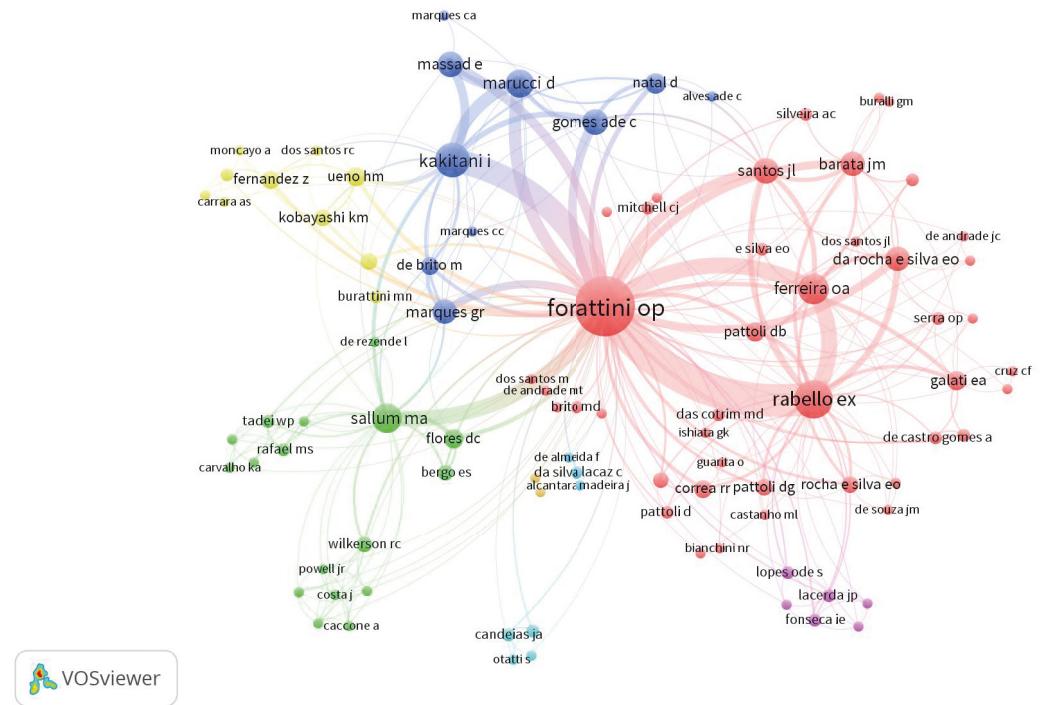 marques ca
massad e
marucci d
natal d
alves ade c
gomes ade c
buralli gm
silveira ac
kakitani i
moncayo a
dos santos rc
fernandez z
ueno hm
santos jl
barata jm
carrara as
kobayashi km
mitchell cj
marques cc
e silva eo
dos santos jl
de andrade jc
da rocha e silva eo
de brito m
burattini mn
marques gr
forattini op
ferreira oa
serra op
pattoli db
de rezende l
dos santos m
de andrade mt
brito md
galati ea
cruz cf
rabello ex
sallum ma
tadei wp
flores dc
das cotrim md
ishiata gk
de castro gomes a
rafael ms
carvalho ka
bergo es
de almeida f
da silva lacaz c
alcantara madeira j
guarita o
correa rr
pattoli dg
rocha e silva eo
pattoli d
castanho ml
de souza jm
wilkerson rc
bianchini nr
powell jr
costa j
caccone a
lopes ode s
lacerda jp
fonseca ie
candeias ja
otatti s
VOSviewer